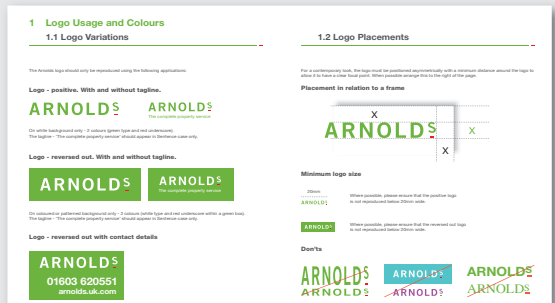 1 Logo Usage and Colours
1.1 Logo Variations
The Arnolds logo should only be reproduced using the following applications:
Logo - positive. With and without tagline.
ARNOLDS
ARNOLDS
The complete property service
On white background only - 2 colours (green type and red underscore).
The tagline - 'The complete property service' should appear in Sentence case only.
Logo - reversed out. With and without tagline.
ARNOLDS
ARNOLDS
The complete property service
On coloured or patterned background only - 3 colours (white type and red underscore within a green box).
The tagline - 'The complete property service' should appear in Sentence case only.
Logo - reversed out with contact details
ARNOLDS
01603 620551
arnolds.uk.com
1.2 Logo Placements
For a contemporary look, the logo must be positioned asymmetrically with a minimum distance around the logo to
allow it to have a clear focal point. When possible arrange this to the right of the page.
Placement in relation to a frame
X
ARNOLDS
X
X
Minimum logo size
20mm
ARNOLDS
Where possible, please ensure that the positive logo
is not reproduced below 20mm wide.
ARNOLDS
Where possible, please ensure that the reversed out logo
is not reproduced below 20mm wide.
Don'ts
ARNOLDS
ARNOLDS
ARNOLDS
ARNOLDS
ARNOLDS
ARNOLDS